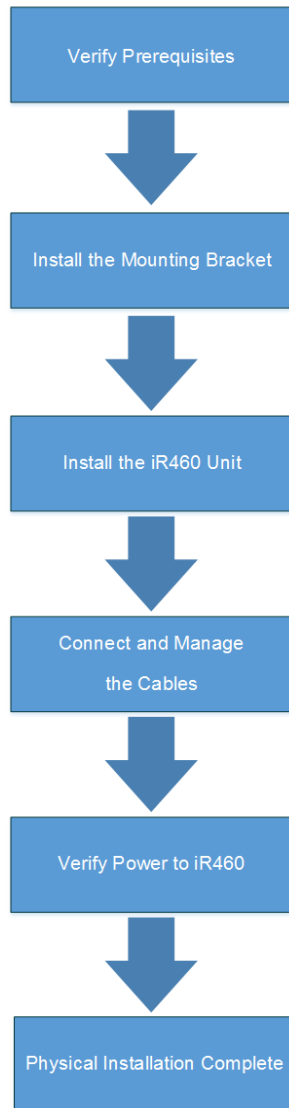 Verify Prerequisites
Install the Mounting Bracket
Install the iR460 Unit
Connect and Manage
the Cables
Verify Power to iR460
Physical Installation Complete